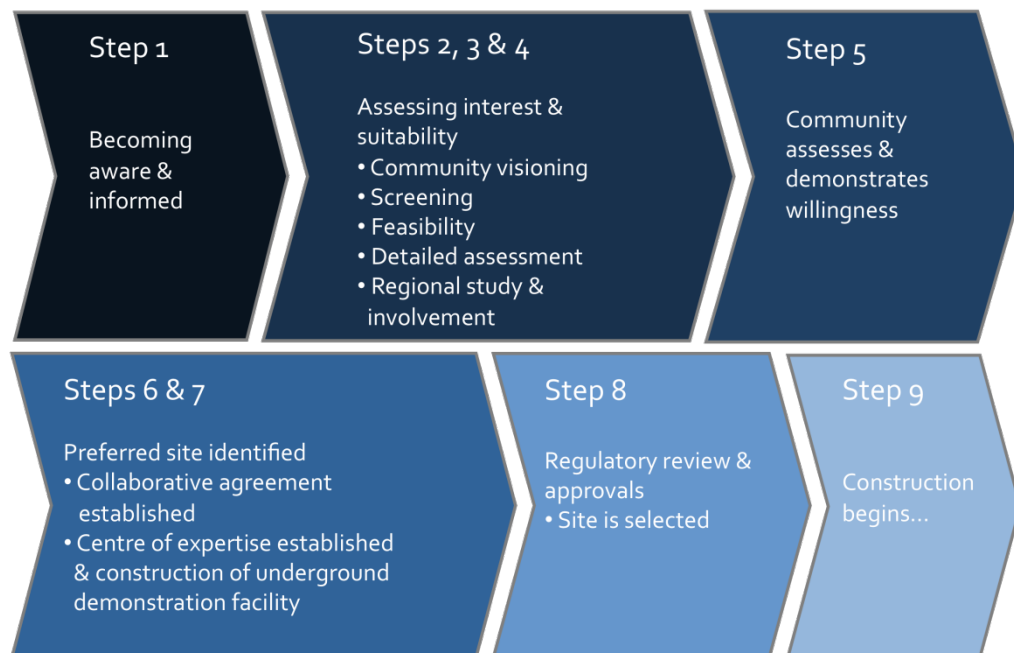 Step 1
Becoming
aware &
informed
Steps 2, 3 & 4
Assessing interest &
suitability
• Community visioning
• Screening
• Feasibility
• Detailed assessment
• Regional study &
involvement
Step 5
Community
assesses &
demonstrates
willingness
Steps 6 & 7
Preferred site identified
• Collaborative agreement
established
• Centre of expertise established
& construction of underground
demonstration facility
Step 8
Regulatory review &
approvals
• Site is selected
Step 9
Construction
begins...